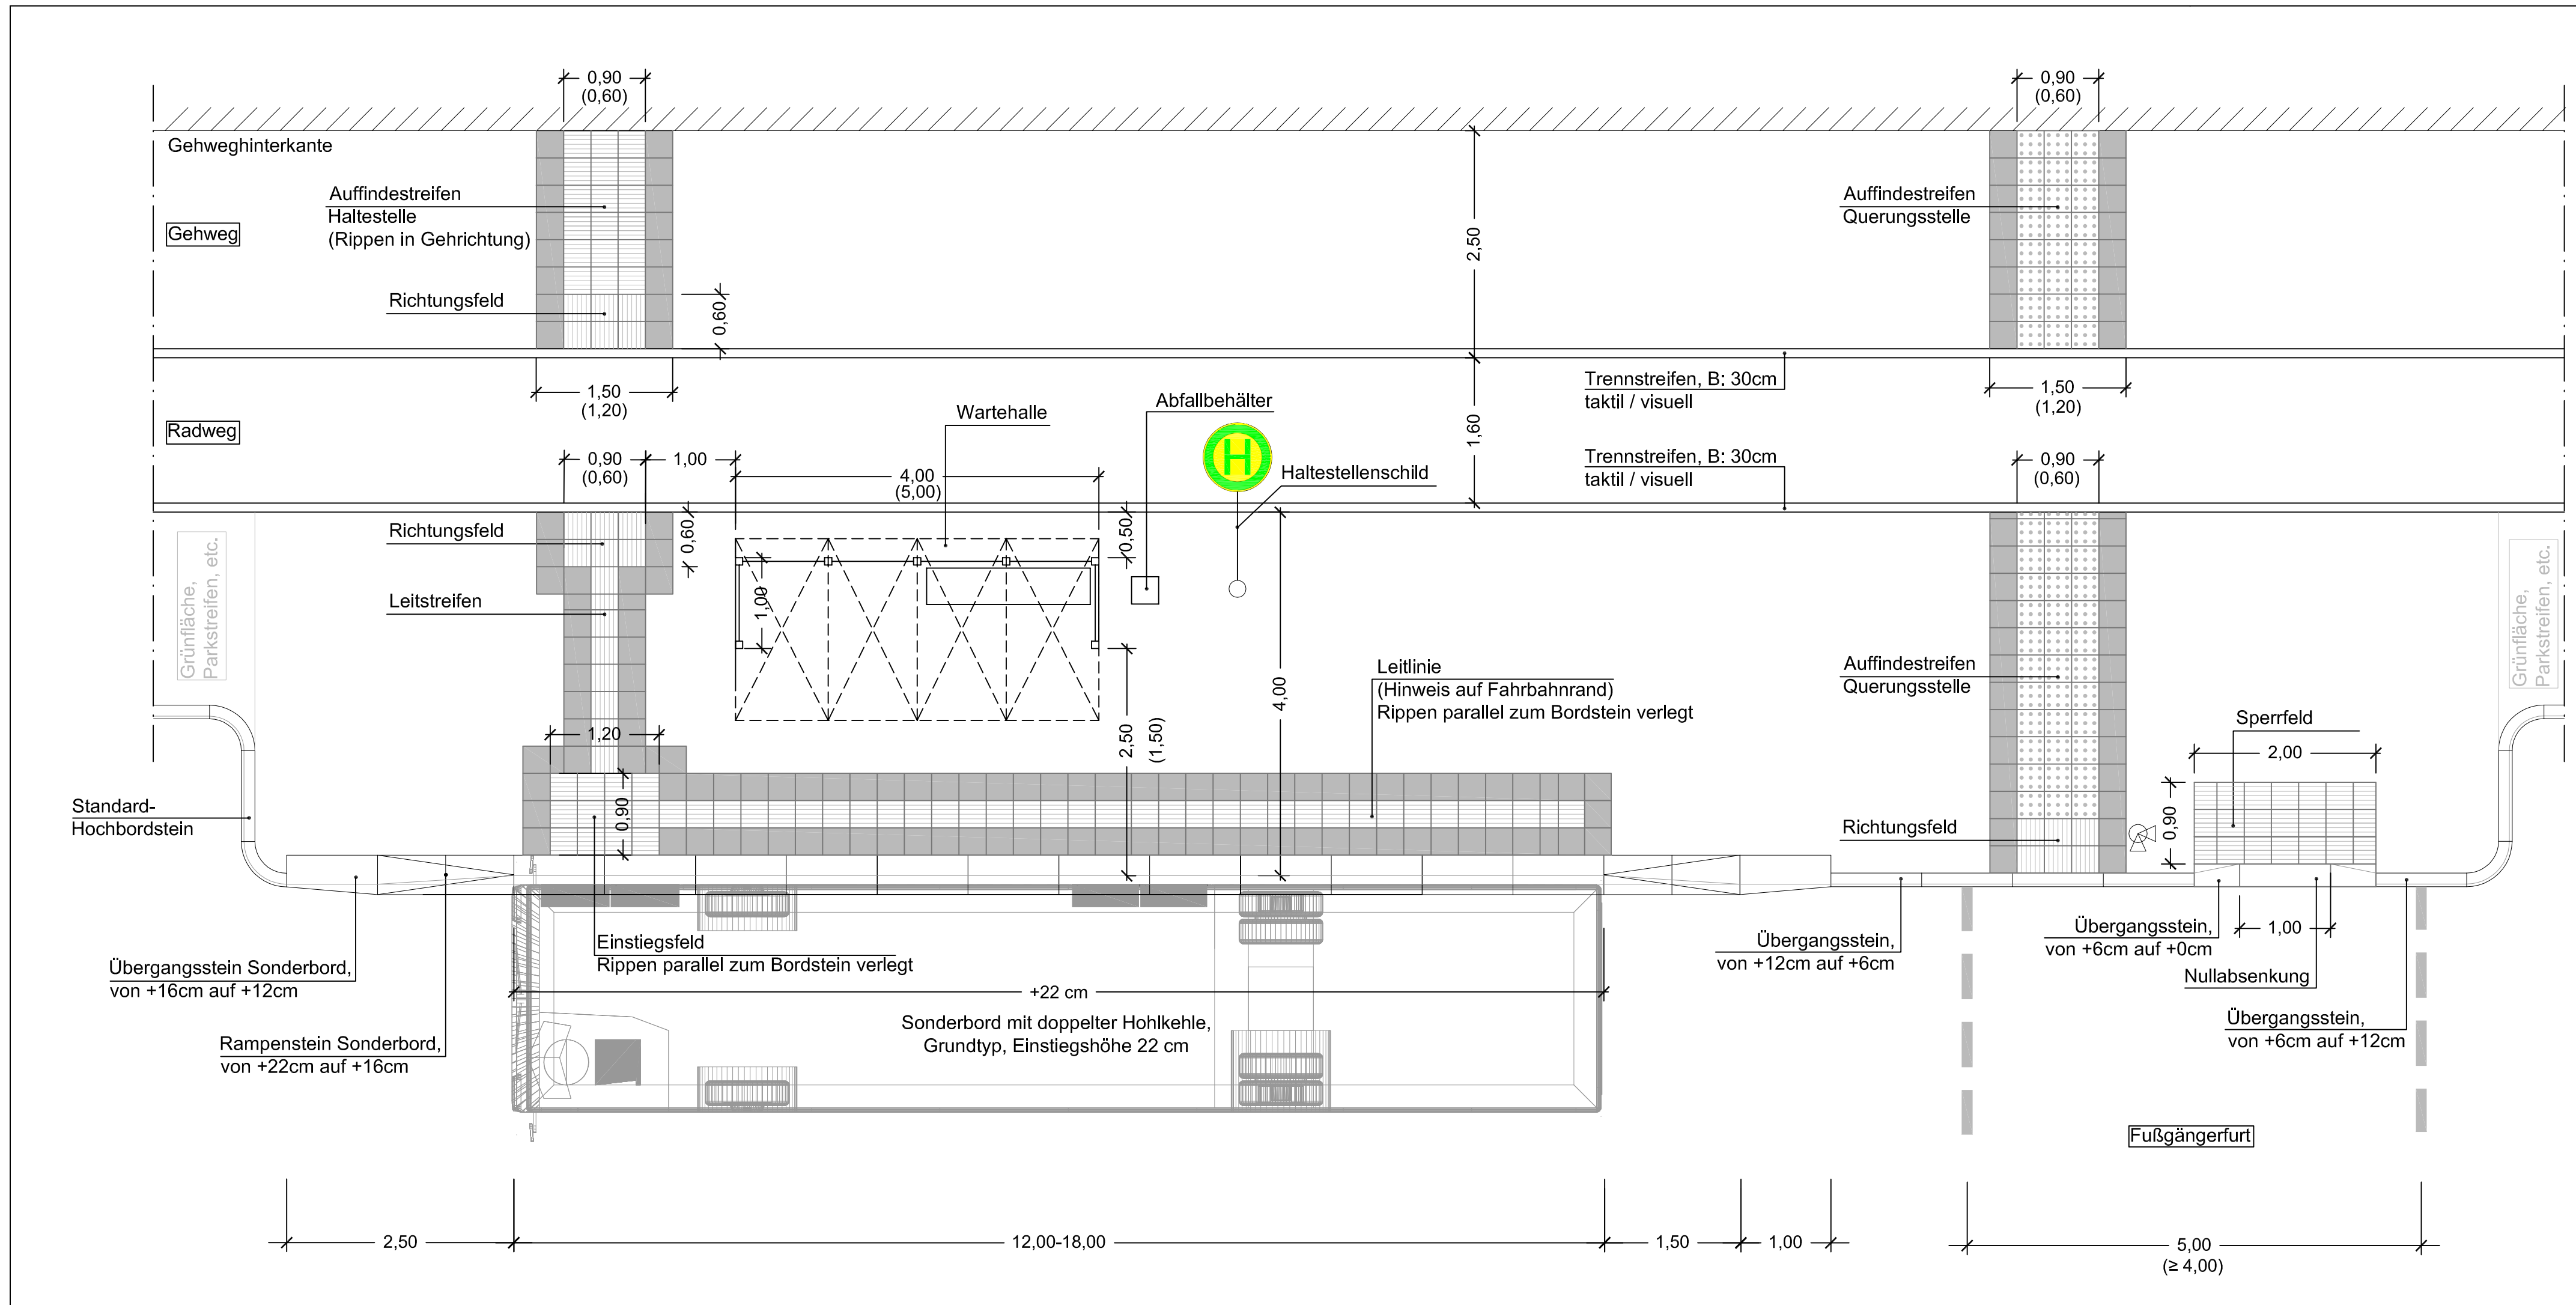 0,90
(0,60)
0,90
(0,60)
Gehweghinterkante
Auffindestreifen
Haltestelle
(Rippen in Gehrichtung)
Auffindestreifen
Querungsstelle
Gehweg
2,50
Richtungsfeld
0,60
1,50
(1,20)
Trennstreifen, B: 30cm
taktil / visuell
1,50
(1,20)
Wartehalle
Abfallbehälter
Radweg
1,60
H
0,90
(0,60)
1,00
4,00
(5,00)
Haltestellenschild
Trennstreifen, B: 30cm
taktil / visuell
0,90
(0,60)
Richtungsfeld
0,60
0,50
Grünfläche,
Parkstreifen, etc.
Grünfläche,
Parkstreifen, etc.
Leitstreifen
1,00
Leitlinie
(Hinweis auf Fahrbahnrand)
Rippen parallel zum Bordstein verlegt
4,00
Auffindestreifen
Querungsstelle
1,20
2,50
(1,50)
Sperrfeld
2,00
Standard-
Hochbordstein
0,90
Richtungsfeld
0,90
Einstiegsfeld
Rippen parallel zum Bordstein verlegt
Übergangsstein,
von +12cm auf +6cm
Übergangsstein,
von +6cm auf +0cm
1,00
Übergangsstein Sonderbord,
von +16cm auf +12cm
+22 cm
Nullabsenkung
Sonderbord mit doppelter Hohlkehle,
Grundtyp, Einstiegshöhe 22 cm
Rampenstein Sonderbord,
von +22cm auf +16cm
Übergangsstein,
von +6cm auf +12cm
Fußgängerfurt
2,50
12,00-18,00
1,50
1,00
5,00
(≥ 4,00)